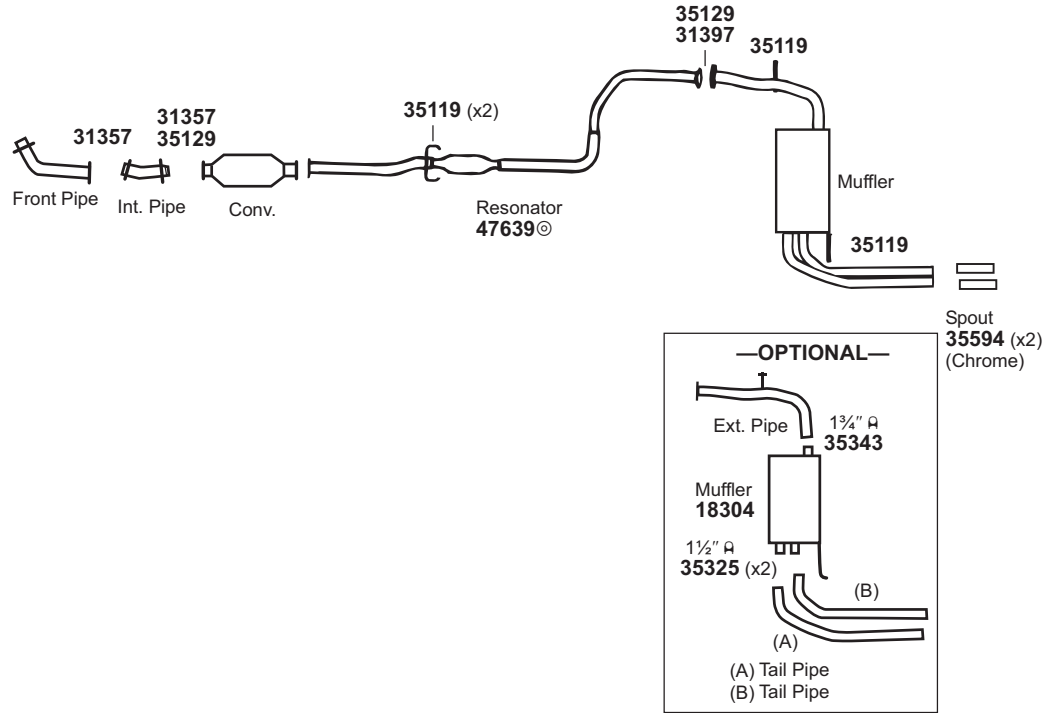 35129
31397
35119
35119 (x2)
31357
31357
35129
Front Pipe
Int. Pipe
Conv.
Resonator
47639◎
Muffler
35119
Spout
35594 (x2)
(Chrome)
—OPTIONAL—
Ext. Pipe
1¾″
35343
Muffler
18304
1½″
35325 (x2)
(B)
(A)
(A) Tail Pipe
(B) Tail Pipe